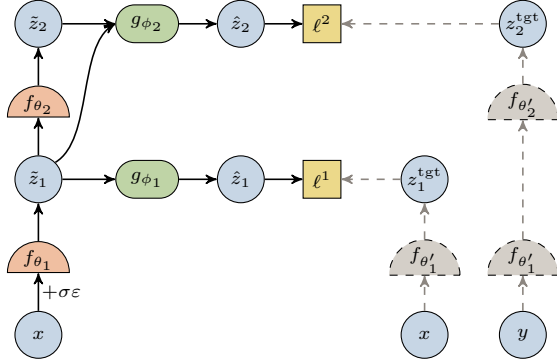 z̃₂ g_{ϕ₂} ẑ₂ ℓ² z₂^{tgt}
f_{θ₂} f_{θ′₂}
z̃₁ g_{ϕ₁} ẑ₁ ℓ¹ z₁^{tgt}
f_{θ₁} f_{θ′₁} f_{θ′₁}
+σε
x x y